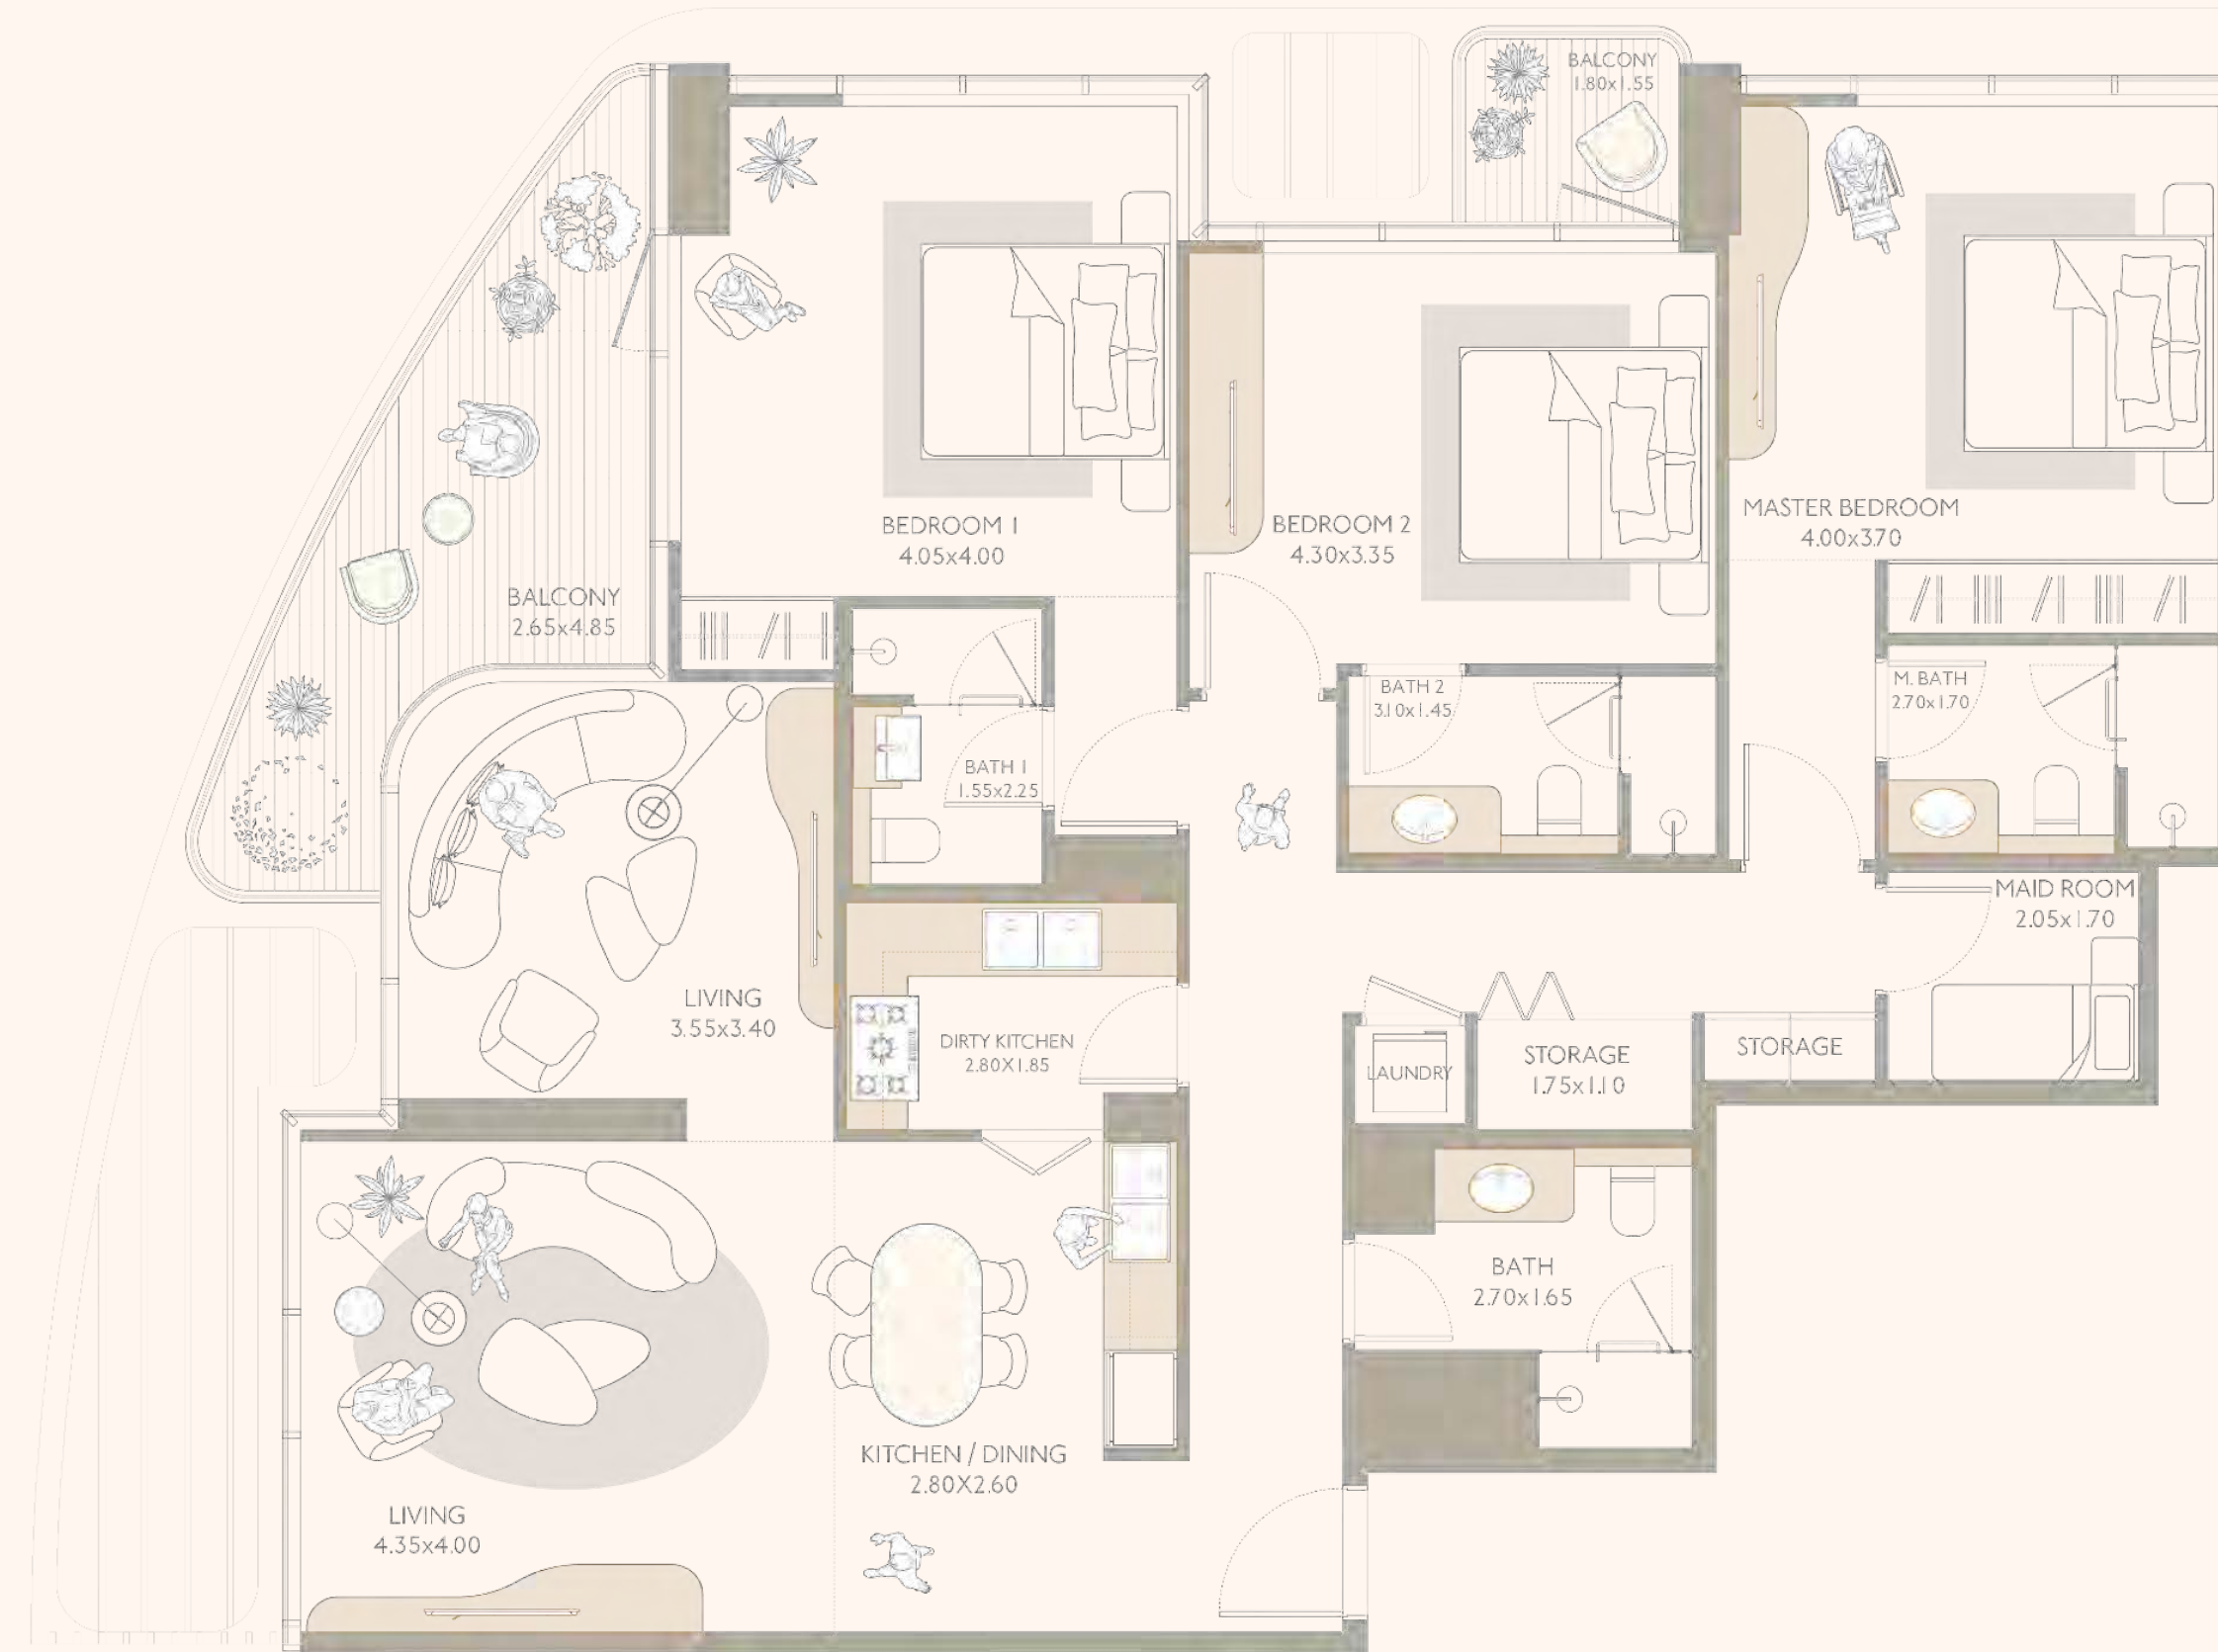 BALCONY
1.80x1.55
BEDROOM 1
4.05x4.00
BEDROOM 2
4.30x3.35
MASTER BEDROOM
4.00x3.70
BALCONY
2.65x4.85
BATH 2
3.10x1.45
M. BATH
2.70x1.70
BATH 1
1.55x2.25
MAID ROOM
2.05x1.70
LIVING
3.55x3.40
DIRTY KITCHEN
2.80X1.85
LAUNDRY
STORAGE
1.75x1.10
STORAGE
BATH
2.70x1.65
KITCHEN / DINING
2.80X2.60
LIVING
4.35x4.00